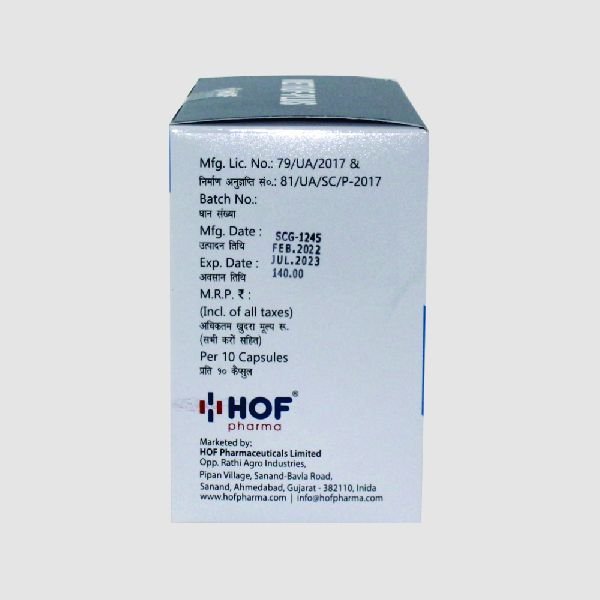 Mfg. Lic. No.: 79/UA/2017 &
निर्माण अनुज्ञप्ति सं०.: 81/UA/SC/P-2017
Batch No.:
धान संख्या
Mfg. Date : SCG-1245
उत्पादन तिथि FEB.2022
Exp. Date : JUL.2023
अवसान तिथि 140.00
M.R.P. ₹ :
(Incl. of all taxes)
अधिकतम खुदरा मूल्य रू.
(सभी करों सहित)
Per 10 Capsules
प्रति १० कैप्सूल
HOF®
pharma
Marketed by:
HOF Pharmaceuticals Limited
Opp. Rathi Agro Industries,
Pipan Village, Sanand-Bavla Road,
Sanand, Ahmedabad, Gujarat - 382110, Inida
www.hofpharma.com | info@hofpharma.com